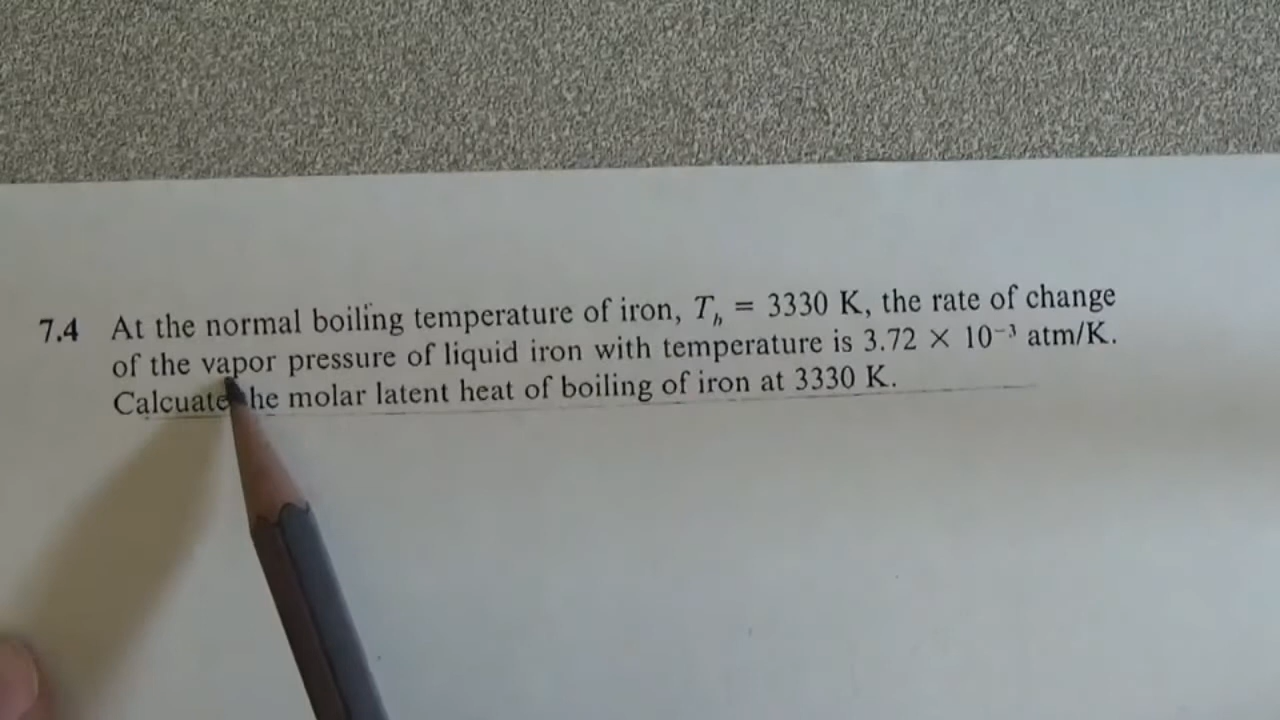 7.4 At the normal boiling temperature of iron, T_b = 3330 K, the rate of change
of the vapor pressure of liquid iron with temperature is 3.72 × 10⁻³ atm/K.
Calcuate he molar latent heat of boiling of iron at 3330 K.